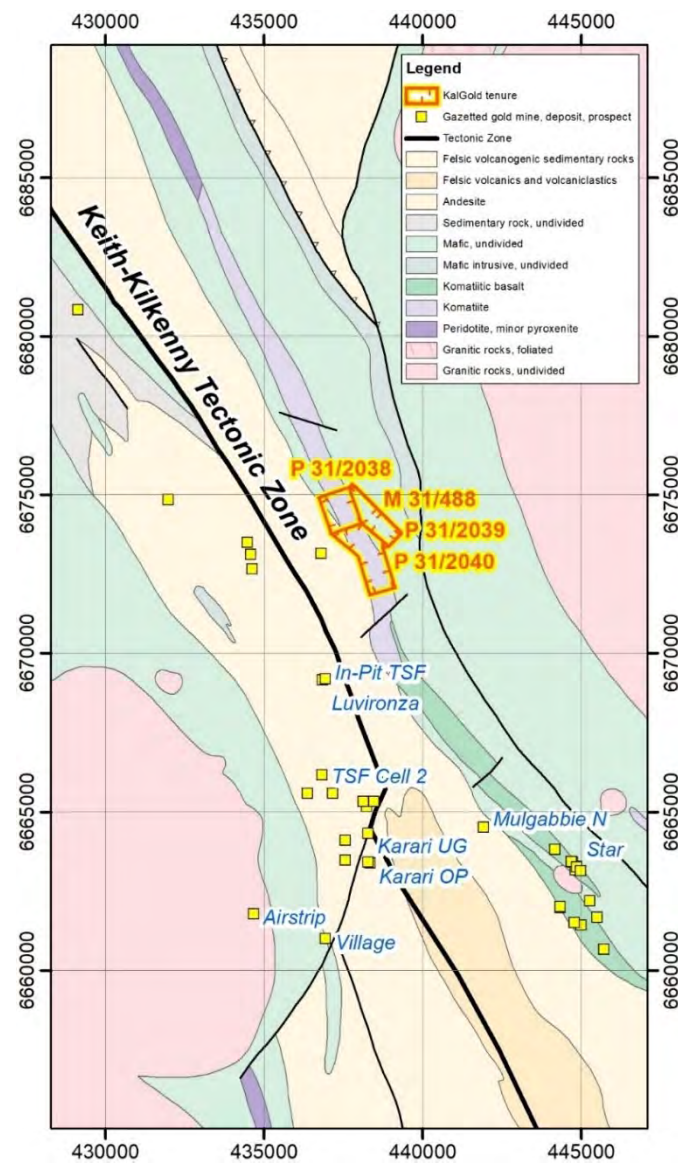 430000 435000 440000 445000
Legend
KalGold tenure
Gazetted gold mine, deposit, prospect
Tectonic Zone
Felsic volcanogenic sedimentary rocks
Felsic volcanics and volcaniclastics
Andesite
Sedimentary rock, undivided
Mafic, undivided
Mafic intrusive, undivided
Komatiitic basalt
Komatiite
Peridotite, minor pyroxenite
Granitic rocks, foliated
Granitic rocks, undivided
6685000 6685000
Keith-Kilkenny Tectonic Zone
6680000 6680000
P 31/2038
M 31/488
6675000 6675000
P 31/2039
P 31/2040
6670000 6670000
In-Pit TSF
Luvironza
TSF Cell 2
6665000 6665000
Mulgabbie N
Karari UG
Star
Karari OP
Airstrip
Village
6660000 6660000
430000 435000 440000 445000